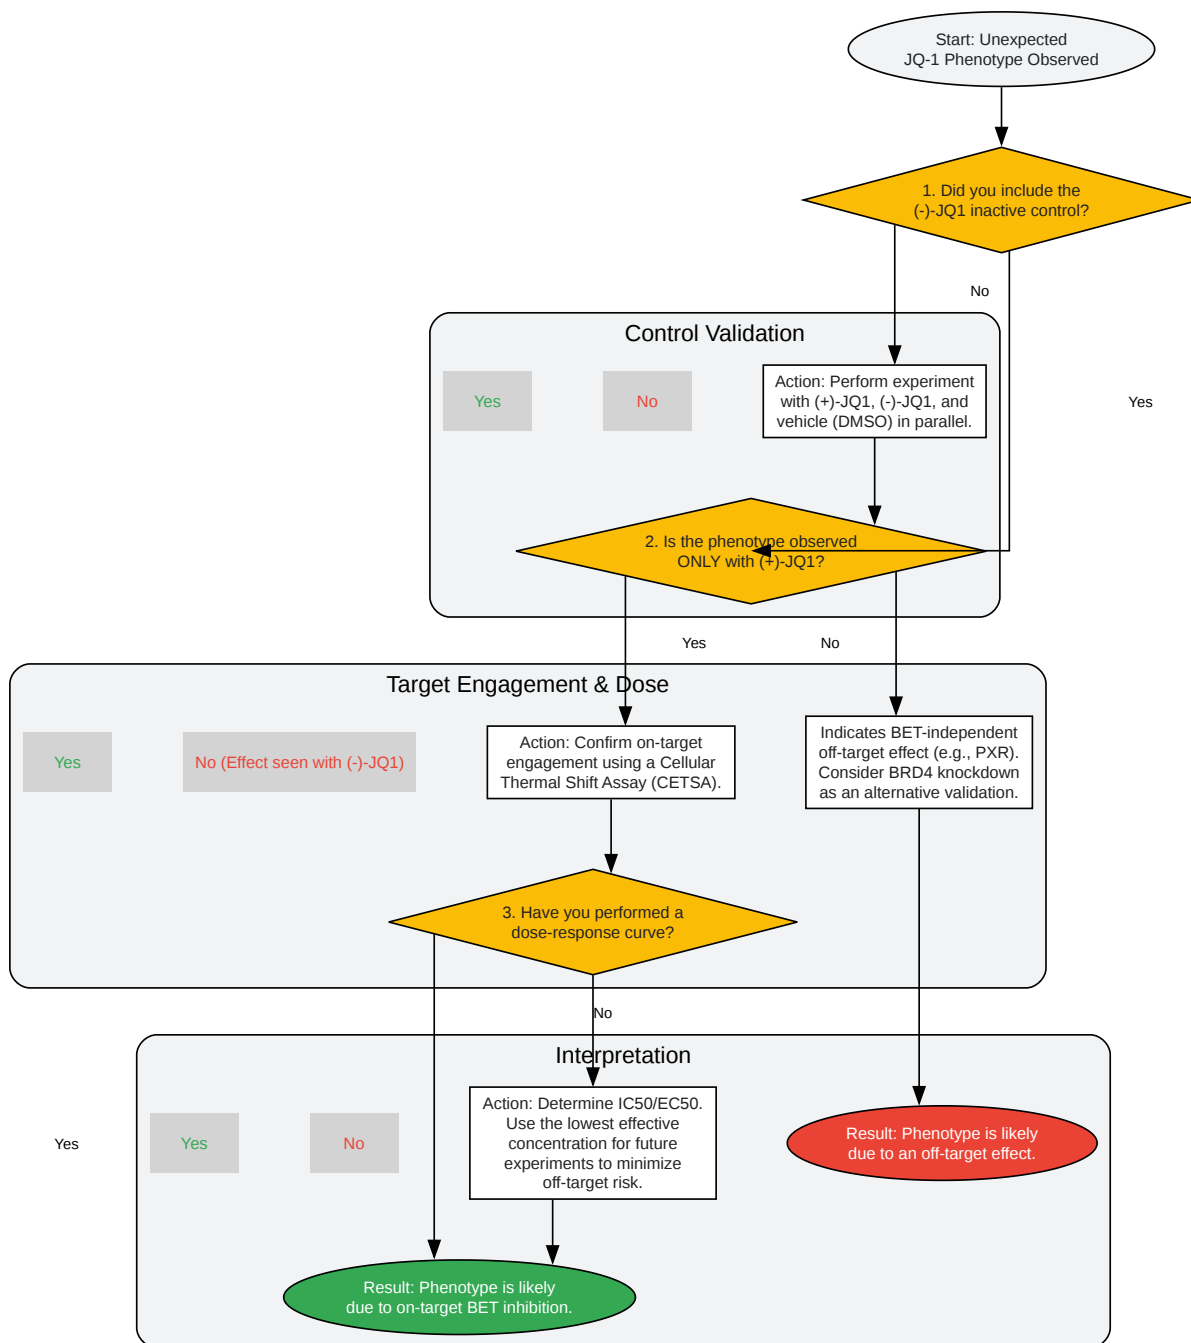 Start: Unexpected
JQ-1 Phenotype Observed
1. Did you include the
(-)-JQ1 inactive control?
No
Control Validation
Yes
No
Action: Perform experiment
with (+)-JQ1, (-)-JQ1, and
vehicle (DMSO) in parallel.
Yes
2. Is the phenotype observed
ONLY with (+)-JQ1?
Yes
No
Target Engagement & Dose
Yes
No (Effect seen with (-)-JQ1)
Action: Confirm on-target
engagement using a Cellular
Thermal Shift Assay (CETSA).
Indicates BET-independent
off-target effect (e.g., PXR).
Consider BRD4 knockdown
as an alternative validation.
3. Have you performed a
dose-response curve?
No
Interpretation
Yes
Yes
No
Action: Determine IC50/EC50.
Use the lowest effective
concentration for future
experiments to minimize
off-target risk.
Result: Phenotype is likely
due to an off-target effect.
Result: Phenotype is likely
due to on-target BET inhibition.